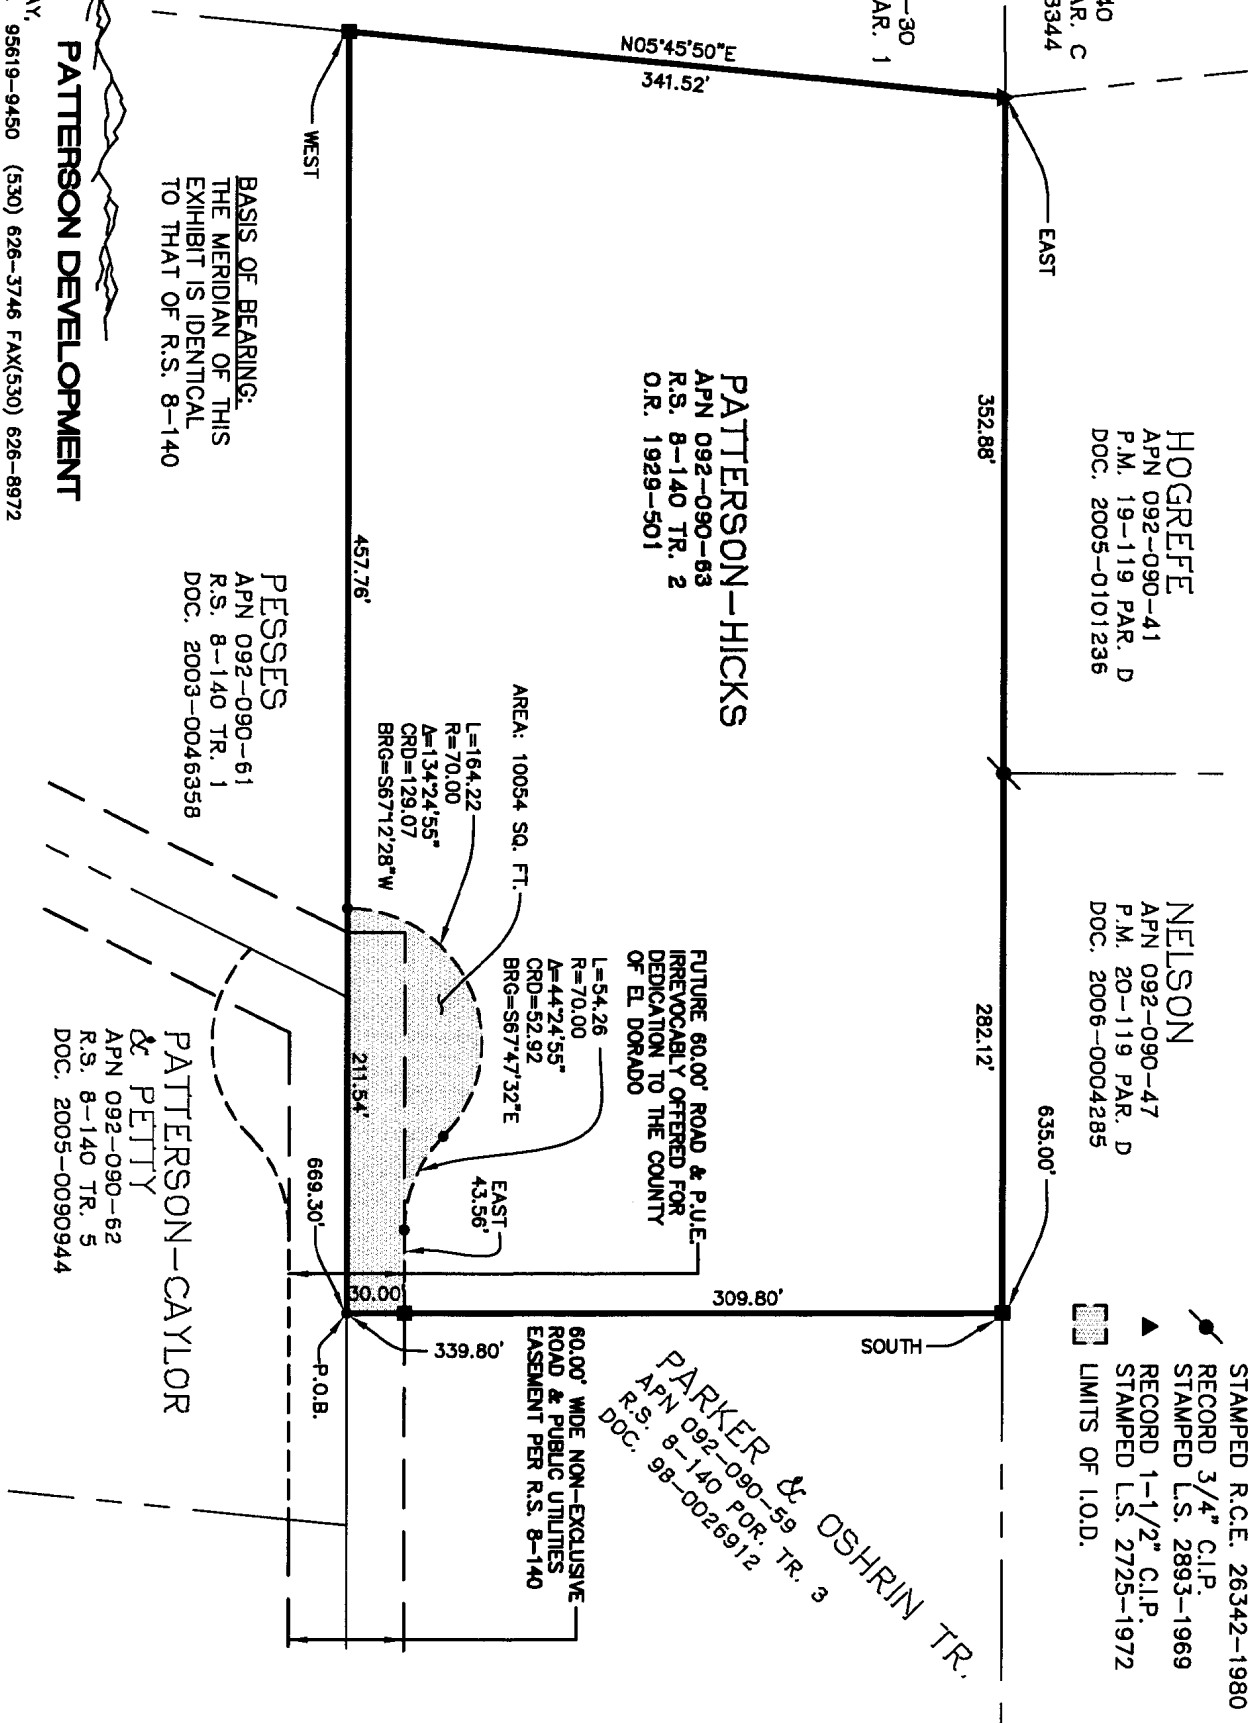 40
AR. C
3344
-30
AR. 1
N05°45'50"E
341.52'
EAST
WEST
352.88'
282.12'
635.00'
HOGREFE
APN 092-090-41
P.M. 19-119 PAR. D
DOC. 2005-0101236
NELSON
APN 092-090-47
P.M. 20-119 PAR. D
DOC. 2006-0004285
STAMPED R.C.E. 26342-1980
RECORD 3/4" C.I.P.
STAMPED L.S. 2893-1969
RECORD 1-1/2" C.I.P.
STAMPED L.S. 2725-1972
LIMITS OF I.O.D.
PATTERSON-HICKS
APN 092-090-63
R.S. 8-140 TR. 2
O.R. 1929-501
SOUTH
309.80'
339.80'
PARKER & OSHRIN TR.
APN 092-090-59
R.S. 8-140 POR. TR. 3
DOC. 98-0026912
FUTURE 60.00' ROAD & P.U.E.
IRREVOCABLY OFFERED FOR
DEDICATION TO THE COUNTY
OF EL DORADO
L=54.26
R=70.00
Δ=44°24'55"
CRD=52.92
BRG=S67°47'32"E
AREA: 10054 SQ. FT.
L=164.22
R=70.00
Δ=134°24'55"
CRD=129.07
BRG=S67°12'28"W
EAST
43.56'
30.00
60.00' WIDE NON-EXCLUSIVE
ROAD & PUBLIC UTILITIES
EASEMENT PER R.S. 8-140
457.76'
211.54'
669.30'
P.O.B.
BASIS OF BEARING:
THE MERIDIAN OF THIS
EXHIBIT IS IDENTICAL
TO THAT OF R.S. 8-140
PESSES
APN 092-090-61
R.S. 8-140 TR. 1
DOC. 2003-0046358
PATTERSON-CAYLOR
& PETTY
APN 092-090-62
R.S. 8-140 TR. 5
DOC. 2005-0090944
PATTERSON DEVELOPMENT
AY,
95619-9450 (530) 626-3746 FAX(530) 626-8972